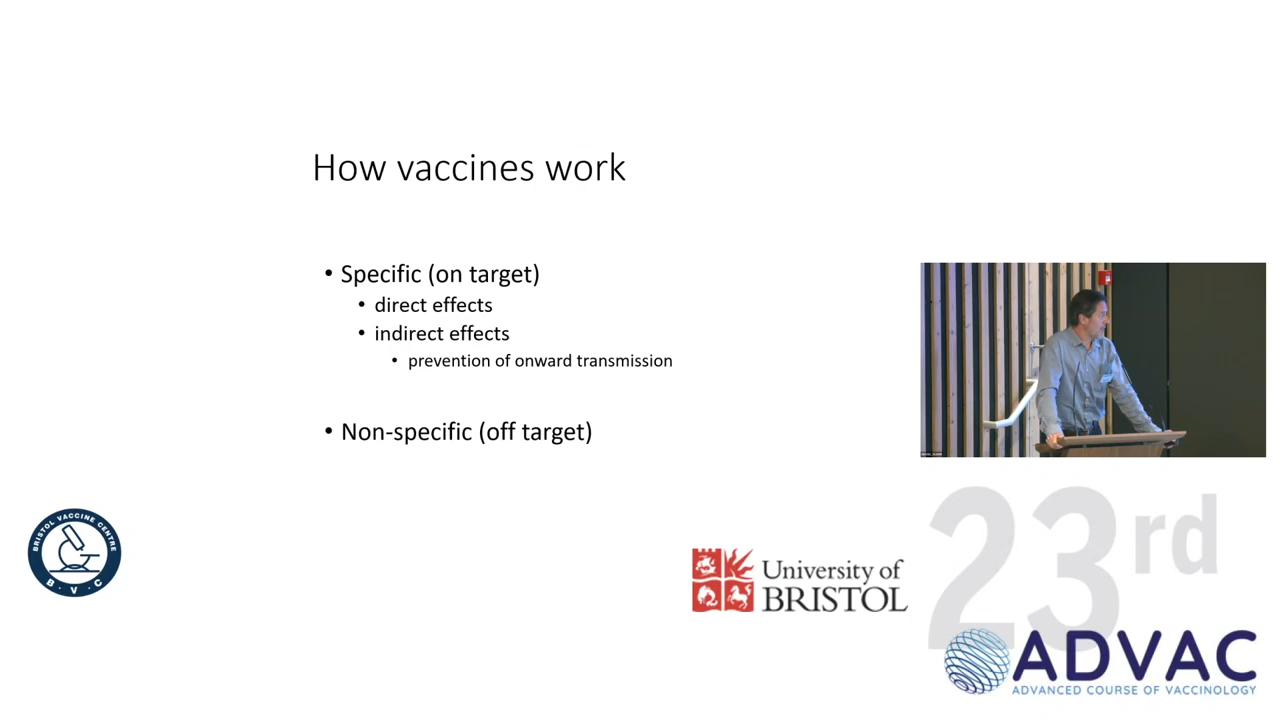 How vaccines work
• Specific (on target)
• direct effects
• indirect effects
• prevention of onward transmission
• Non-specific (off target)
BRISTOL VACCINE CENTRE
B · V · C
University of
BRISTOL
23rd
ADVAC
ADVANCED COURSE OF VACCINOLOGY